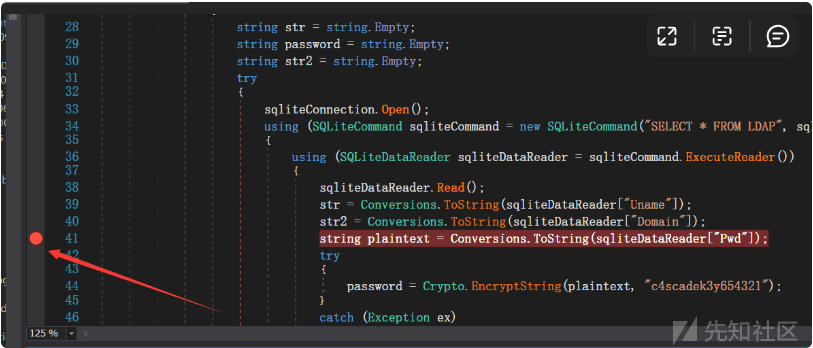 28 string str = string.Empty;
29 string password = string.Empty;
30 string str2 = string.Empty;
31 try
32 {
33 sqliteConnection.Open();
34 using (SQLiteCommand sqliteCommand = new SQLiteCommand("SELECT * FROM LDAP", sq
35 {
36 using (SQLiteDataReader sqliteDataReader = sqliteCommand.ExecuteReader())
37 {
38 sqliteDataReader.Read();
39 str = Conversions.ToString(sqliteDataReader["Uname"]);
40 str2 = Conversions.ToString(sqliteDataReader["Domain"]);
41 string plaintext = Conversions.ToString(sqliteDataReader["Pwd"]);
42 try
43 {
44 password = Crypto.EncryptString(plaintext, "c4scadek3y654321");
45 }
46 catch (Exception ex)
125 %
先知社区